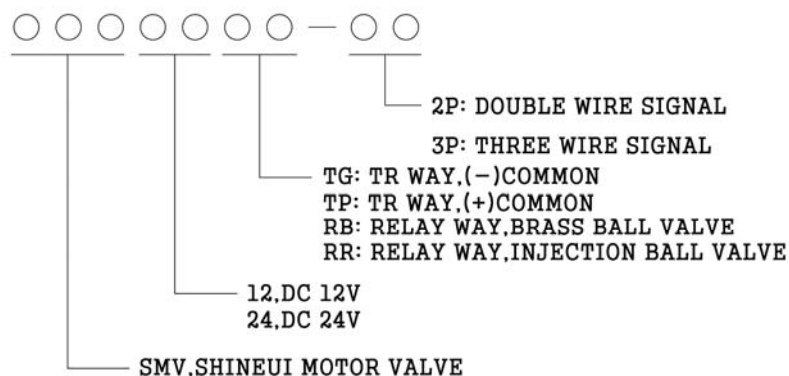 2P: DOUBLE WIRE SIGNAL
3P: THREE WIRE SIGNAL
TG: TR WAY,(−)COMMON
TP: TR WAY,(+)COMMON
RB: RELAY WAY,BRASS BALL VALVE
RR: RELAY WAY,INJECTION BALL VALVE
12,DC 12V
24,DC 24V
SMV,SHINEUI MOTOR VALVE